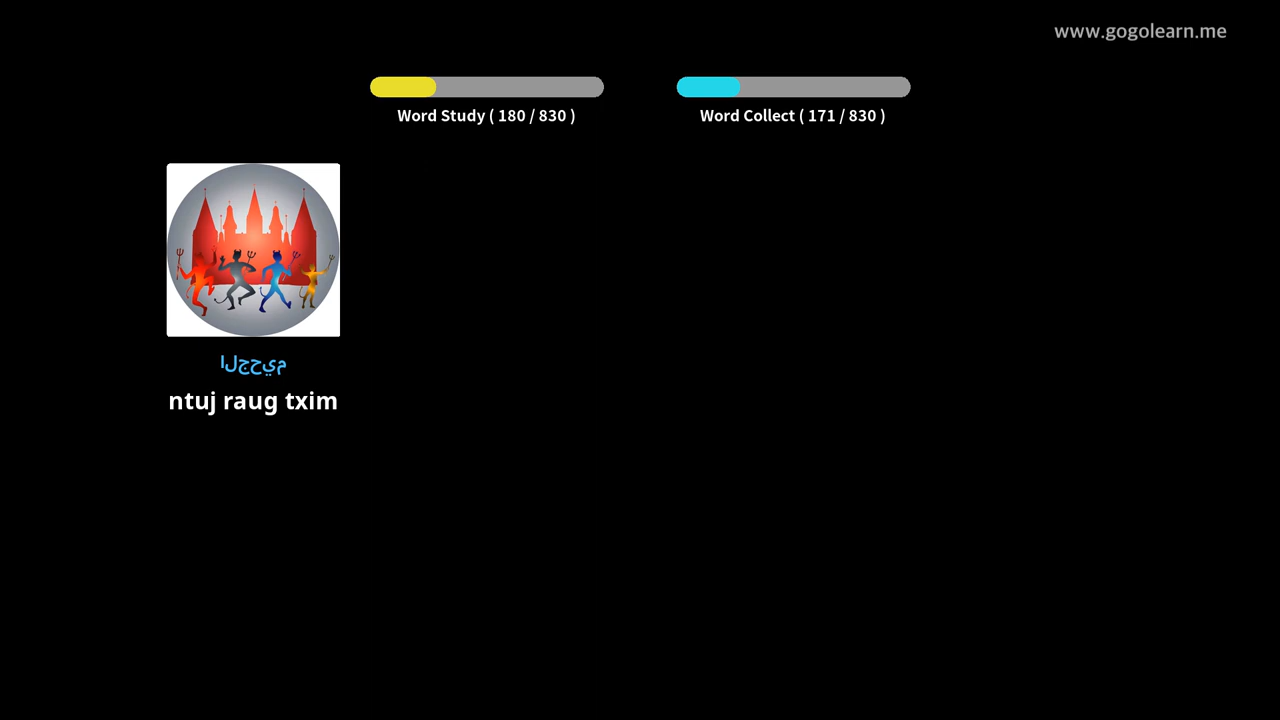 www.gogolearn.me
Word Study ( 180 / 830 )
Word Collect ( 171 / 830 )
الجحيم
ntuj raug txim